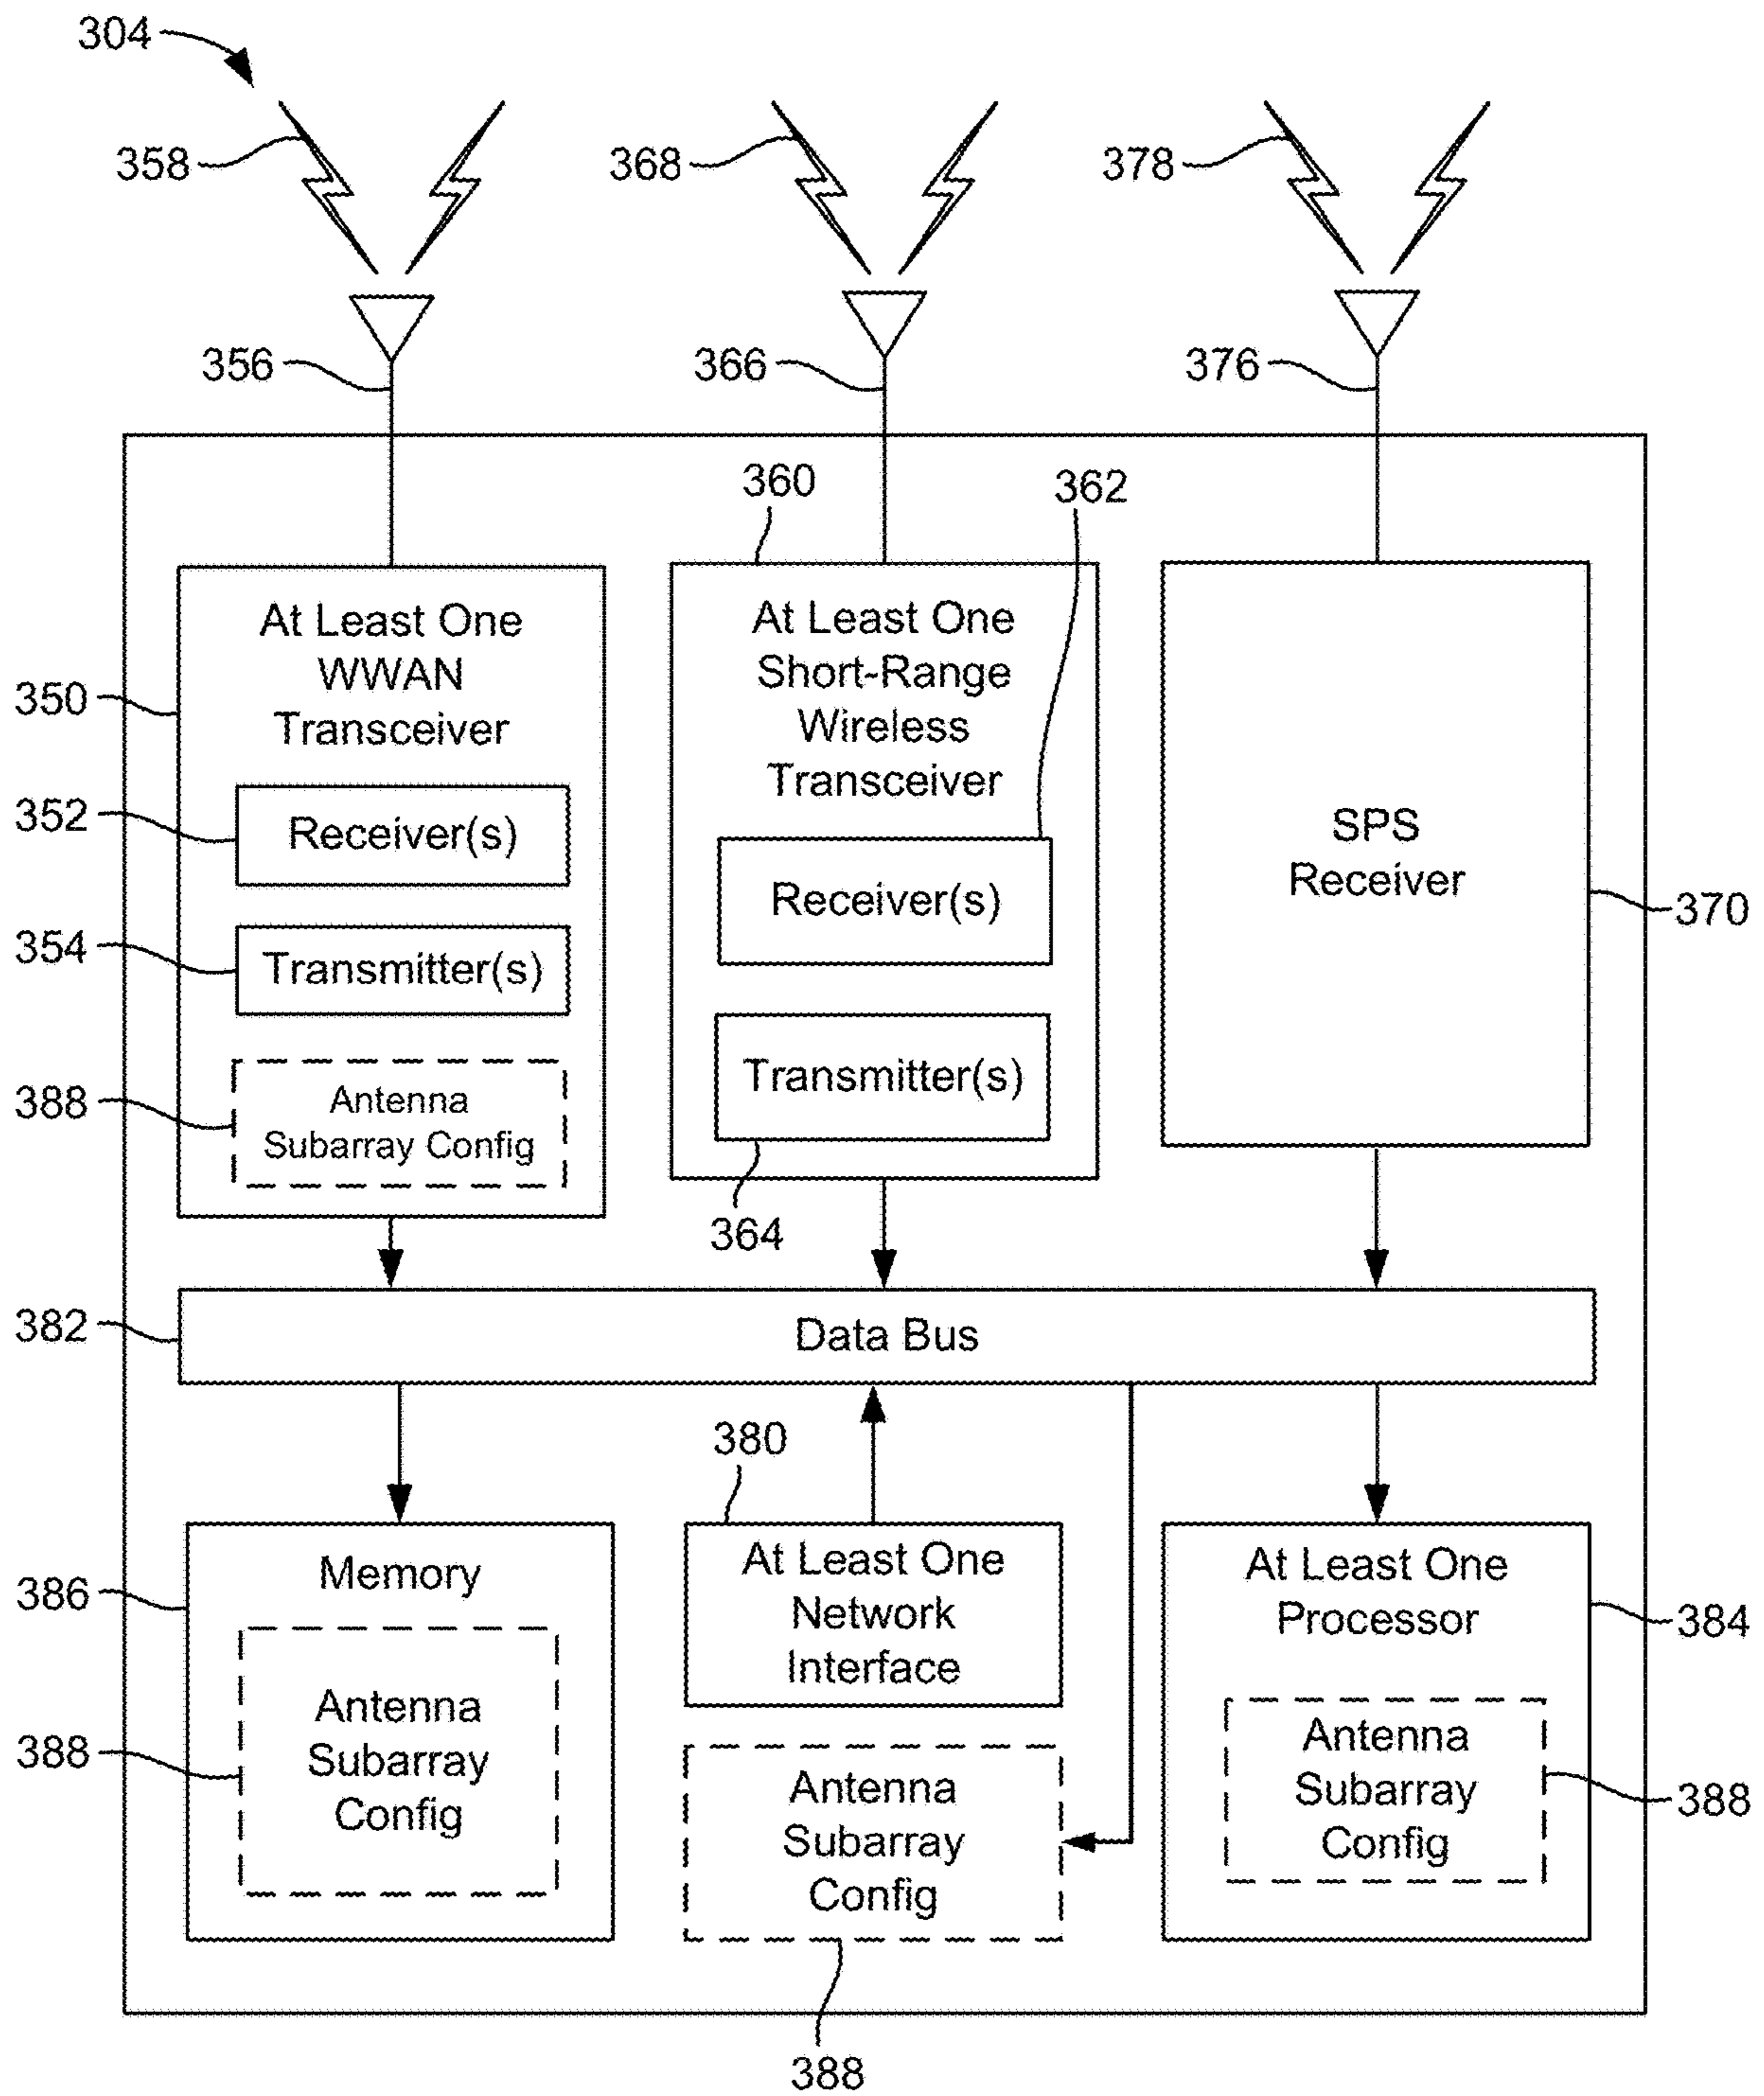 304
358
368
378
356
366
376
360
362
At Least One
WWAN
Transceiver
350
At Least One
Short-Range
Wireless
Transceiver
352
Receiver(s)
Receiver(s)
SPS
Receiver
370
354
Transmitter(s)
Transmitter(s)
388
Antenna
Subarray Config
364
382
Data Bus
380
386
Memory
At Least One
Network
Interface
At Least One
Processor
384
388
Antenna
Subarray
Config
Antenna
Subarray
Config
Antenna
Subarray
Config
388
388